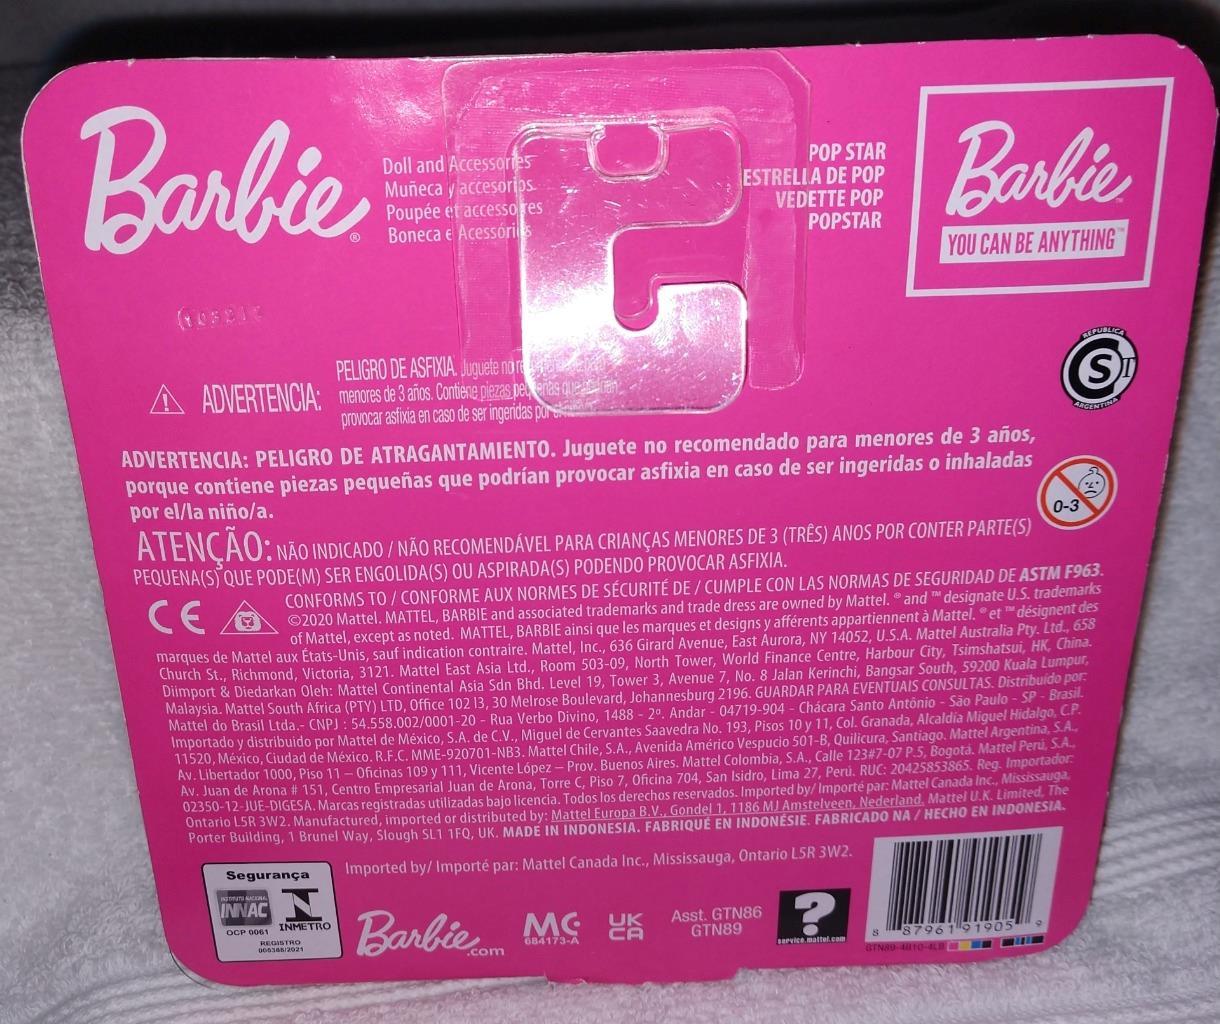 Barbie®
Doll and Accessories
Muñeca y accesorios
Poupée et accessoires
Boneca e Acessórios
POP STAR
ESTRELLA DE POP
VEDETTE POP
POPSTAR
Barbie™
YOU CAN BE ANYTHING™
REPUBLICA
S
ARGENTINA
ADVERTENCIA:
PELIGRO DE ASFIXIA. Juguete no
menores de 3 años. Contiene piezas pequeñas que puedan
provocar asfixia en caso de ser ingeridas por
ADVERTENCIA: PELIGRO DE ATRAGANTAMIENTO. Juguete no recomendado para menores de 3 años,
porque contiene piezas pequeñas que podrían provocar asfixia en caso de ser ingeridas o inhaladas
por el/la niño/a.
0-3
ATENÇÃO: NÃO INDICADO / NÃO RECOMENDÁVEL PARA CRIANÇAS MENORES DE 3 (TRÊS) ANOS POR CONTER PARTE(S)
PEQUENA(S) QUE PODE(M) SER ENGOLIDA(S) OU ASPIRADA(S) PODENDO PROVOCAR ASFIXIA.
CE
CONFORMS TO / CONFORME AUX NORMES DE SÉCURITÉ DE / CUMPLE CON LAS NORMAS DE SEGURIDAD DE ASTM F963.
©2020 Mattel. MATTEL, BARBIE and associated trademarks and trade dress are owned by Mattel. ® and ™ designate U.S. trademarks
of Mattel, except as noted. MATTEL, BARBIE ainsi que les marques et designs y afférents appartiennent à Mattel. ® et ™ désignent des
marques de Mattel aux États-Unis, sauf indication contraire. Mattel, Inc., 636 Girard Avenue, East Aurora, NY 14052, U.S.A. Mattel Australia Pty. Ltd., 658
Church St., Richmond, Victoria, 3121. Mattel East Asia Ltd., Room 503-09, North Tower, World Finance Centre, Harbour City, Tsimshatsui, HK, China.
Diimport & Diedarkan Oleh: Mattel Continental Asia Sdn Bhd. Level 19, Tower 3, Avenue 7, No. 8 Jalan Kerinchi, Bangsar South, 59200 Kuala Lumpur,
Malaysia. Mattel South Africa (PTY) LTD, Office 102 I3, 30 Melrose Boulevard, Johannesburg 2196. GUARDAR PARA EVENTUAIS CONSULTAS. Distribuído por:
Mattel do Brasil Ltda.- CNPJ : 54.558.002/0001-20 - Rua Verbo Divino, 1488 - 2º. Andar - 04719-904 - Chácara Santo Antônio - São Paulo - SP - Brasil.
Importado y distribuido por Mattel de México, S.A. de C.V., Miguel de Cervantes Saavedra No. 193, Pisos 10 y 11, Col. Granada, Alcaldía Miguel Hidalgo, C.P.
11520, México, Ciudad de México. R.F.C. MME-920701-NB3. Mattel Chile, S.A., Avenida Américo Vespucio 501-B, Quilicura, Santiago. Mattel Argentina, S.A.,
Av. Libertador 1000, Piso 11 – Oficinas 109 y 111, Vicente López – Prov. Buenos Aires. Mattel Colombia, S.A., Calle 123#7-07 P.5, Bogotá. Mattel Perú, S.A.,
Av. Juan de Arona # 151, Centro Empresarial Juan de Arona, Torre C, Piso 7, Oficina 704, San Isidro, Lima 27, Perú. RUC: 20425853865. Reg. Importador:
02350-12-JUE-DIGESA. Marcas registradas utilizadas bajo licencia. Todos los derechos reservados. Imported by/ Importé par: Mattel Canada Inc., Mississauga,
Ontario L5R 3W2. Manufactured, imported or distributed by: Mattel Europa B.V., Gondel 1, 1186 MJ Amstelveen, Nederland. Mattel U.K. Limited, The
Porter Building, 1 Brunel Way, Slough SL1 1FQ, UK. MADE IN INDONESIA. FABRIQUÉ EN INDONÉSIE. FABRICADO NA / HECHO EN INDONESIA.
Imported by/ Importé par: Mattel Canada Inc., Mississauga, Ontario L5R 3W2.
Segurança
INSTITUTO NACIONAL
INNAC
OCP 0061
INMETRO
REGISTRO
005388/2021
Barbie.com
MC
684173-A
UK
CA
Asst. GTN86
GTN89
?
service.mattel.com
8 87961 91905 9
GTN89-4B10-4LB